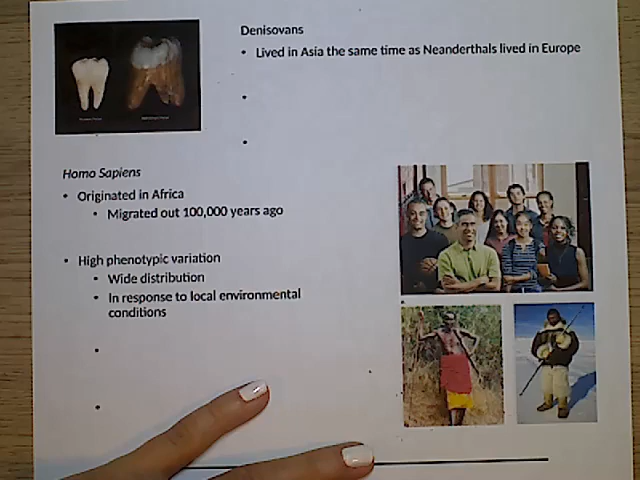 Denisovans
• Lived in Asia the same time as Neanderthals lived in Europe
•
•
Homo Sapiens
• Originated in Africa
• Migrated out 100,000 years ago
• High phenotypic variation
• Wide distribution
• In response to local environmental
conditions
•
•